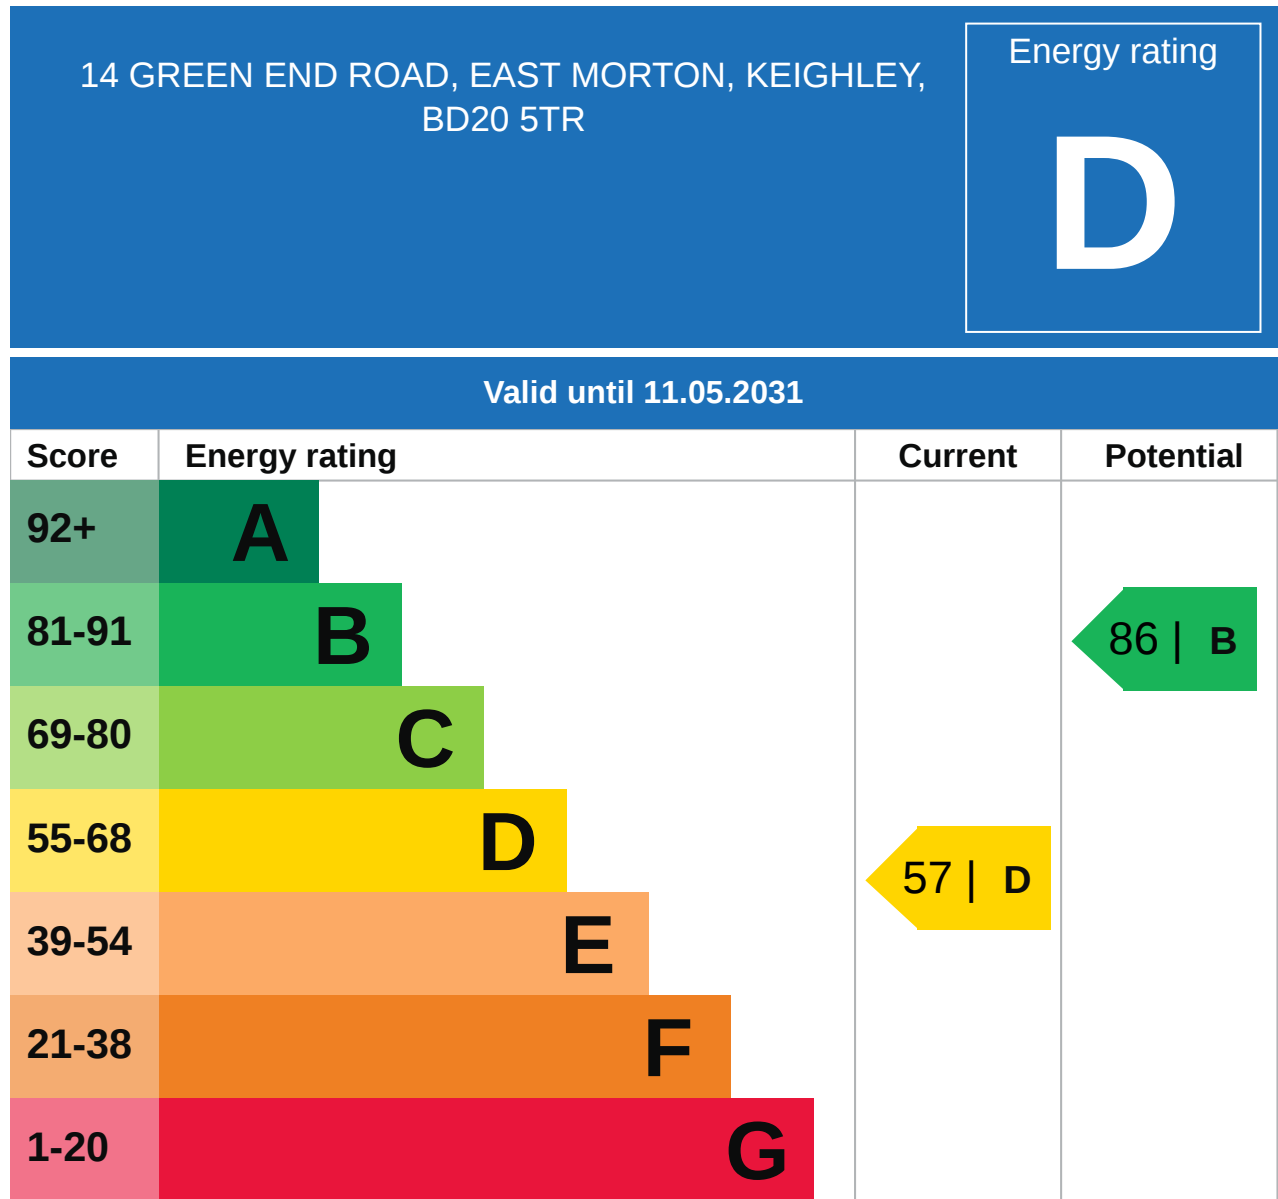 14 GREEN END ROAD, EAST MORTON, KEIGHLEY,
BD20 5TR
Energy rating
D
Valid until 11.05.2031
Score Energy rating Current Potential
92+ A
81-91 B 86 | B
69-80 C
55-68 D 57 | D
39-54 E
21-38 F
1-20 G